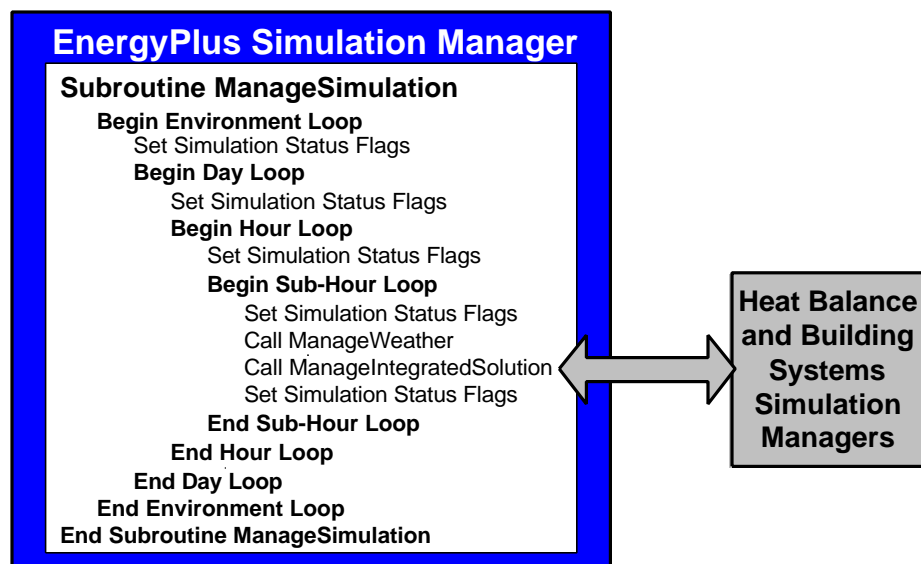 EnergyPlus Simulation Manager
Subroutine ManageSimulation
Begin Environment Loop
Set Simulation Status Flags
Begin Day Loop
Set Simulation Status Flags
Begin Hour Loop
Set Simulation Status Flags
Begin Sub-Hour Loop
Set Simulation Status Flags
Call ManageWeather
Call ManageIntegratedSolution
Set Simulation Status Flags
End Sub-Hour Loop
End Hour Loop
End Day Loop
End Environment Loop
End Subroutine ManageSimulation
Heat Balance
and Building
Systems
Simulation
Managers